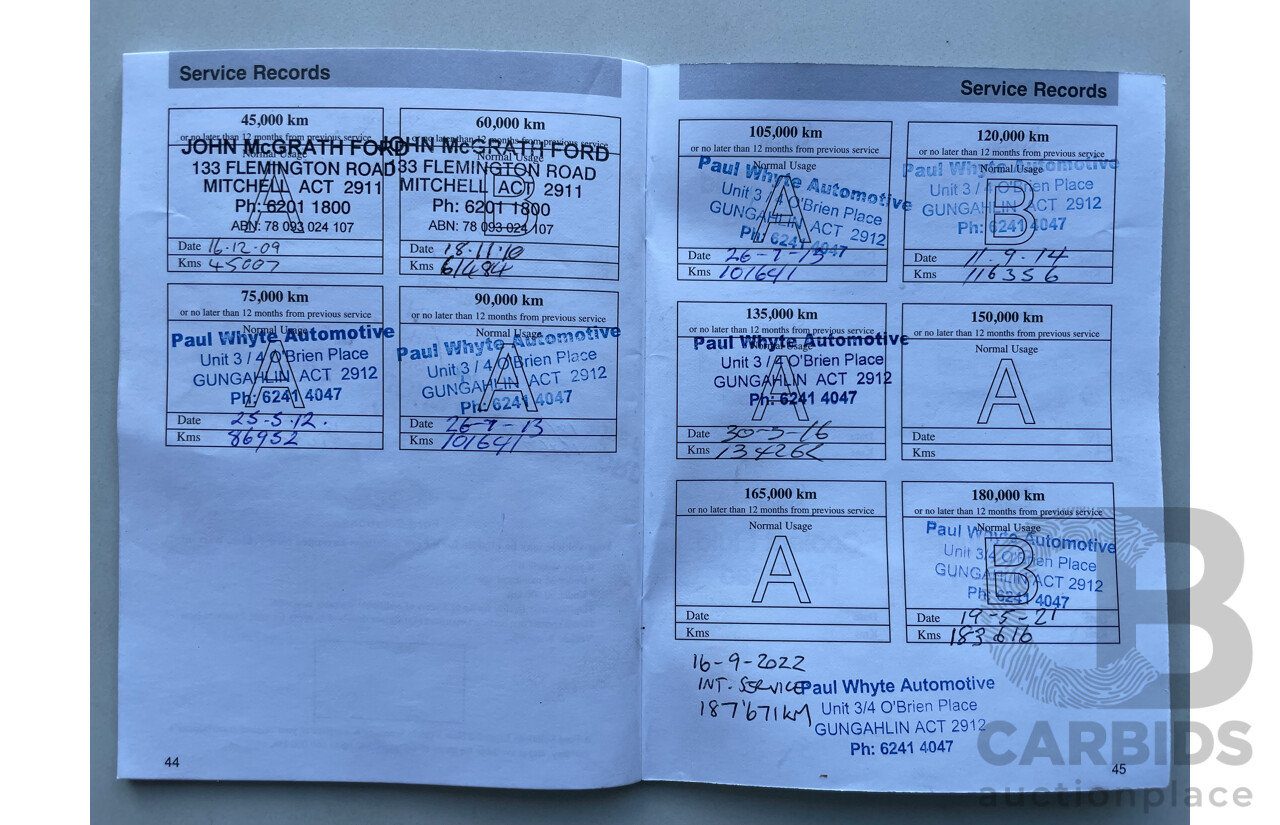 Service Records
45,000 km
or no later than 12 months from previous service
Normal Usage
JOHN McGRATH FORD
133 FLEMINGTON ROAD
MITCHELL ACT 2911
Ph: 6201 1800
ABN: 78 093 024 107
A
Date 16.12.09
Kms 45007
60,000 km
or no later than 12 months from previous service
Normal Usage
JOHN McGRATH FORD
133 FLEMINGTON ROAD
MITCHELL ACT 2911
Ph: 6201 1800
ABN: 78 093 024 107
B
Date 18.11.10
Kms 61484
75,000 km
or no later than 12 months from previous service
Normal Usage
Paul Whyte Automotive
Unit 3 / 4 O'Brien Place
GUNGAHLIN ACT 2912
Ph: 6241 4047
A
Date 25-5-12.
Kms 86952
90,000 km
or no later than 12 months from previous service
Normal Usage
Paul Whyte Automotive
Unit 3 / 4 O'Brien Place
GUNGAHLIN ACT 2912
Ph: 6241 4047
A
Date 26-7-13
Kms 101641
44
Service Records
105,000 km
or no later than 12 months from previous service
Normal Usage
Paul Whyte Automotive
Unit 3 / 4 O'Brien Place
GUNGAHLIN ACT 2912
Ph: 6241 4047
A
Date 26-7-13
Kms 101641
120,000 km
or no later than 12 months from previous service
Normal Usage
Paul Whyte Automotive
Unit 3 / 4 O'Brien Place
GUNGAHLIN ACT 2912
Ph: 6241 4047
B
Date 11.9.14
Kms 116356
135,000 km
or no later than 12 months from previous service
Normal Usage
Paul Whyte Automotive
Unit 3 / 4 O'Brien Place
GUNGAHLIN ACT 2912
Ph: 6241 4047
A
Date 30-5-16
Kms
150,000 km
or no later than 12 months from previous service
Normal Usage
A
Date
Kms
165,000 km
or no later than 12 months from previous service
Normal Usage
A
Date
Kms
180,000 km
or no later than 12 months from previous service
Normal Usage
Paul Whyte Automotive
Unit 3/4 O'Brien Place
GUNGAHLIN ACT 2912
Ph: 6241 4047
B
Date 19-5-21
Kms 183616
16-9-2022
INT. SERVICE
187'671KM
Paul Whyte Automotive
Unit 3/4 O'Brien Place
GUNGAHLIN ACT 2912
Ph: 6241 4047
45
CARBIDS
auctionplace